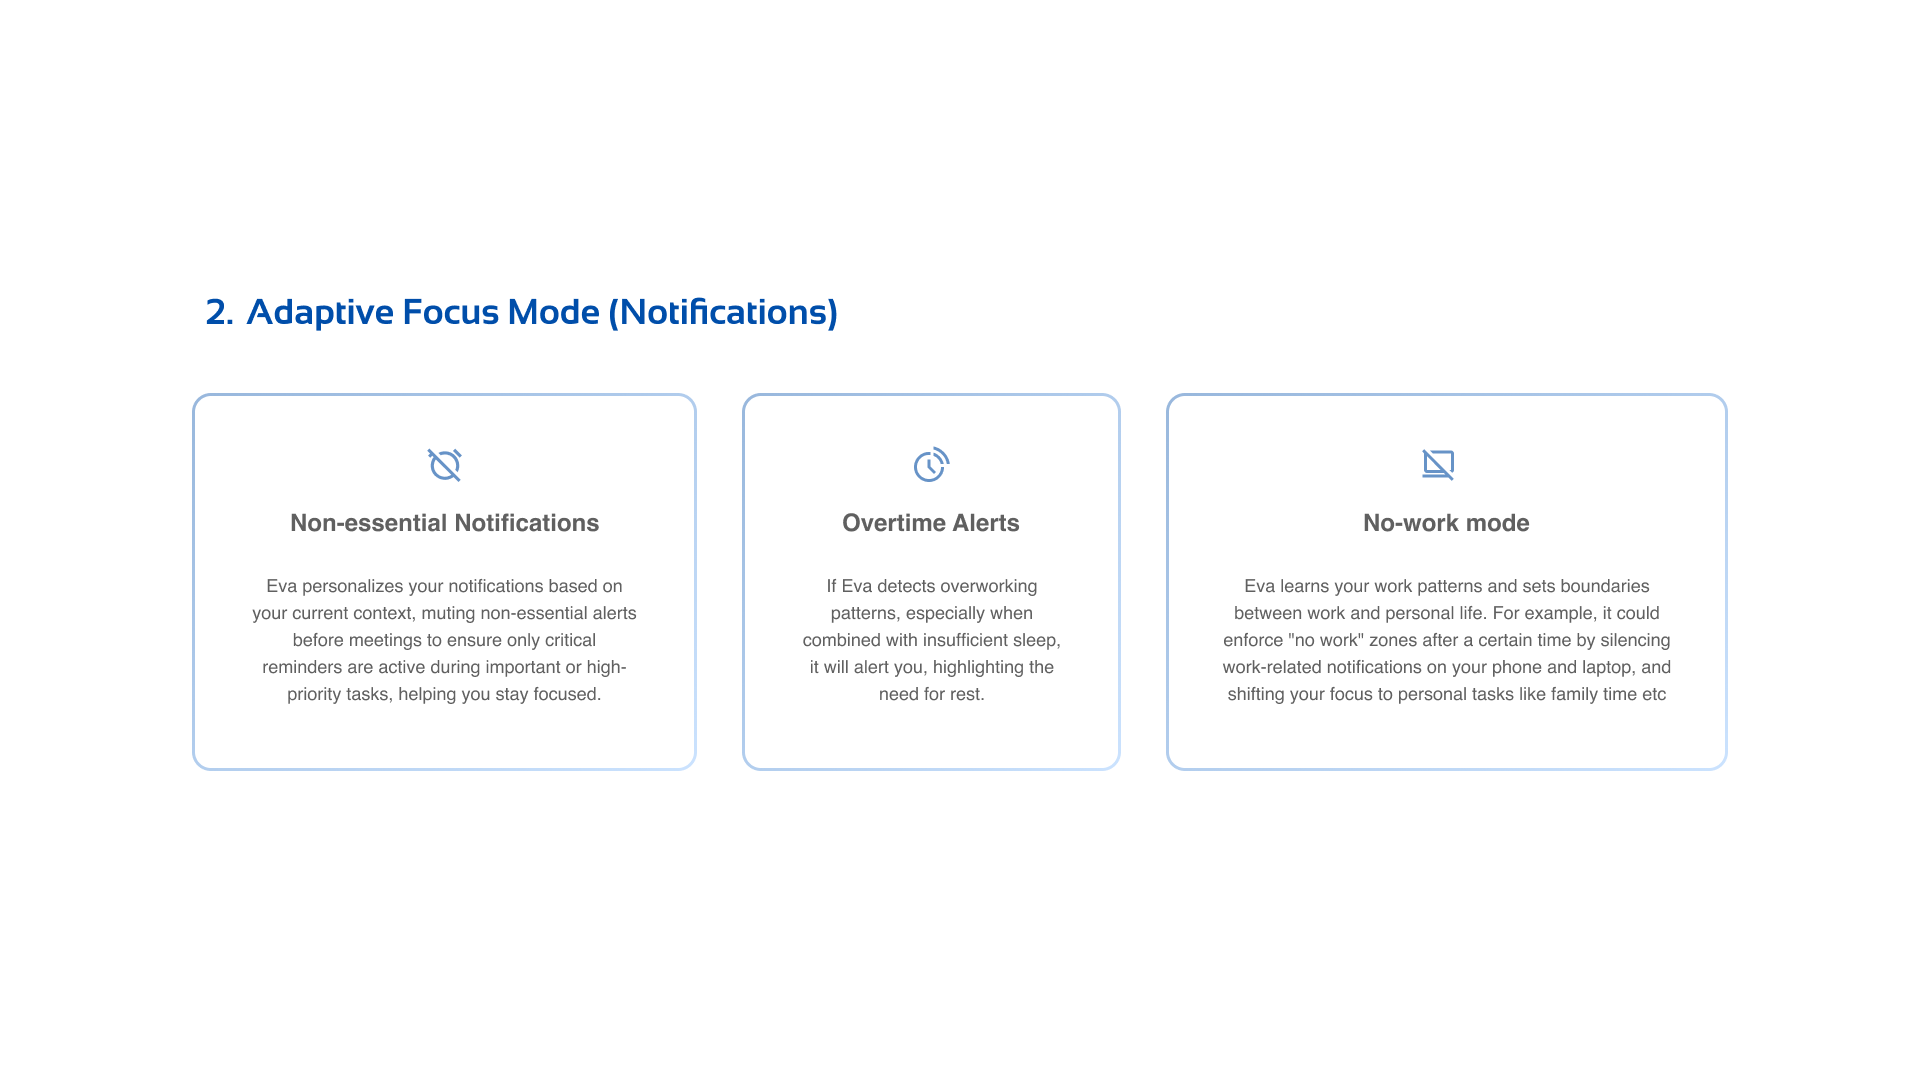 2. Adaptive Focus Mode (Notifications)
Non-essential Notifications
Eva personalizes your notifications based on
your current context, muting non-essential alerts
before meetings to ensure only critical
reminders are active during important or high-
priority tasks, helping you stay focused.
Overtime Alerts
If Eva detects overworking
patterns, especially when
combined with insufficient sleep,
it will alert you, highlighting the
need for rest.
No-work mode
Eva learns your work patterns and sets boundaries
between work and personal life. For example, it could
enforce "no work" zones after a certain time by silencing
work-related notifications on your phone and laptop, and
shifting your focus to personal tasks like family time etc